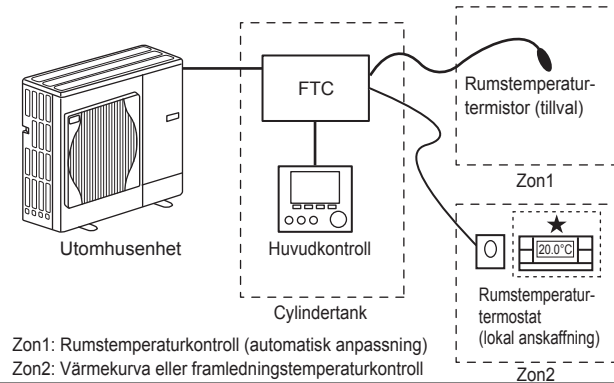 FTC
Rumstemperatur-
termistor (tillval)
Zon1
Utomhusenhet
Huvudkontroll
Cylindertank
20.0°C
Rumstemperatur-
termostat
(lokal anskaffning)
Zon2
Zon1: Rumstemperaturkontroll (automatisk anpassning)
Zon2: Värmekurva eller framledningstemperaturkontroll